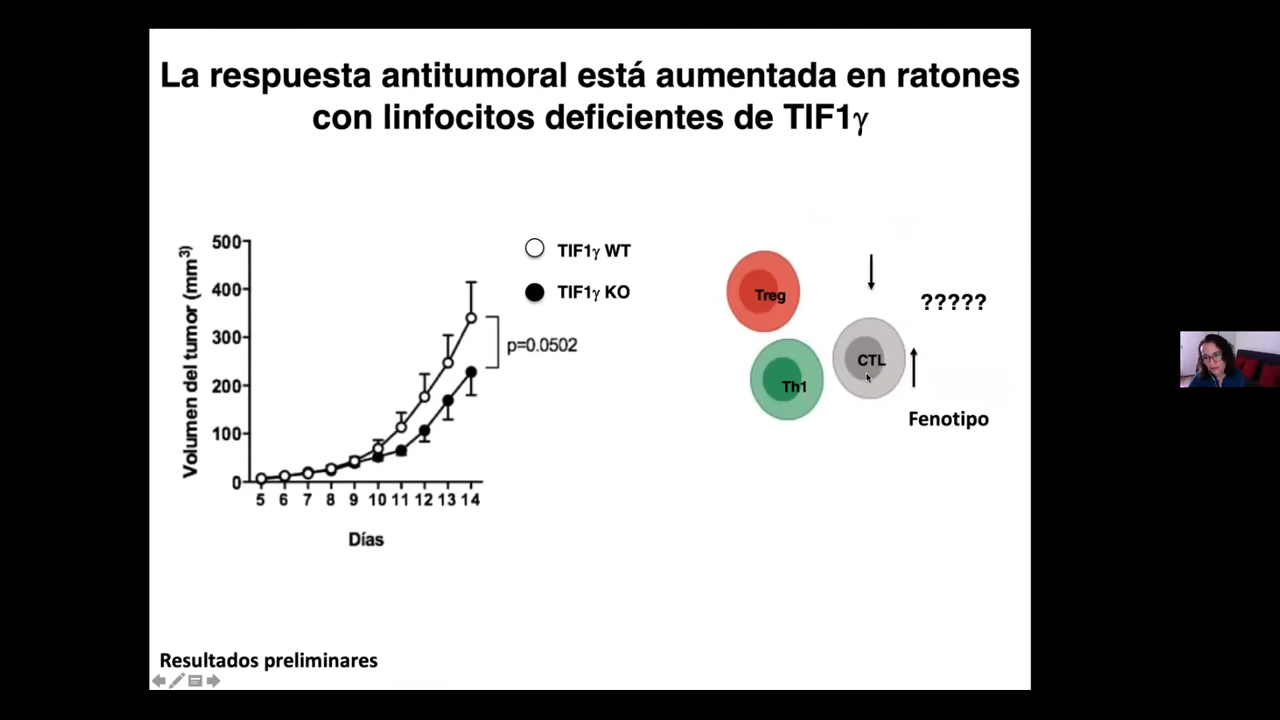 La respuesta antitumoral está aumentada en ratones
con linfocitos deficientes de TIF1γ
Volumen del tumor (mm³)
500
400
300
200
100
0
5 6 7 8 9 10 11 12 13 14
Días
TIF1γ WT
TIF1γ KO
p=0.0502
Treg
?????
CTL
Th1
Fenotipo
Resultados preliminares